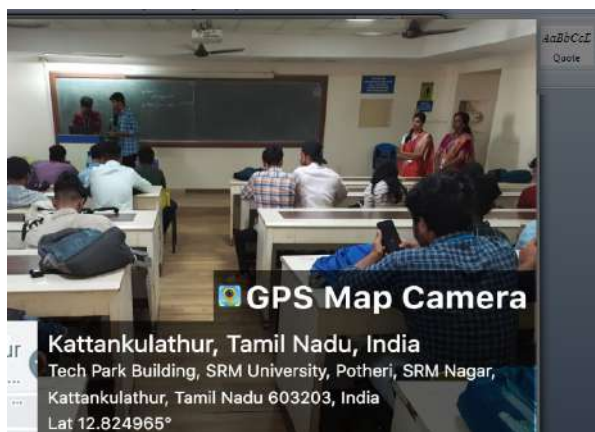 AaBbCcL
Quote
GPS Map Camera
Kattankulathur, Tamil Nadu, India
Tech Park Building, SRM University, Potheri, SRM Nagar,
Kattankulathur, Tamil Nadu 603203, India
Lat 12.824965°